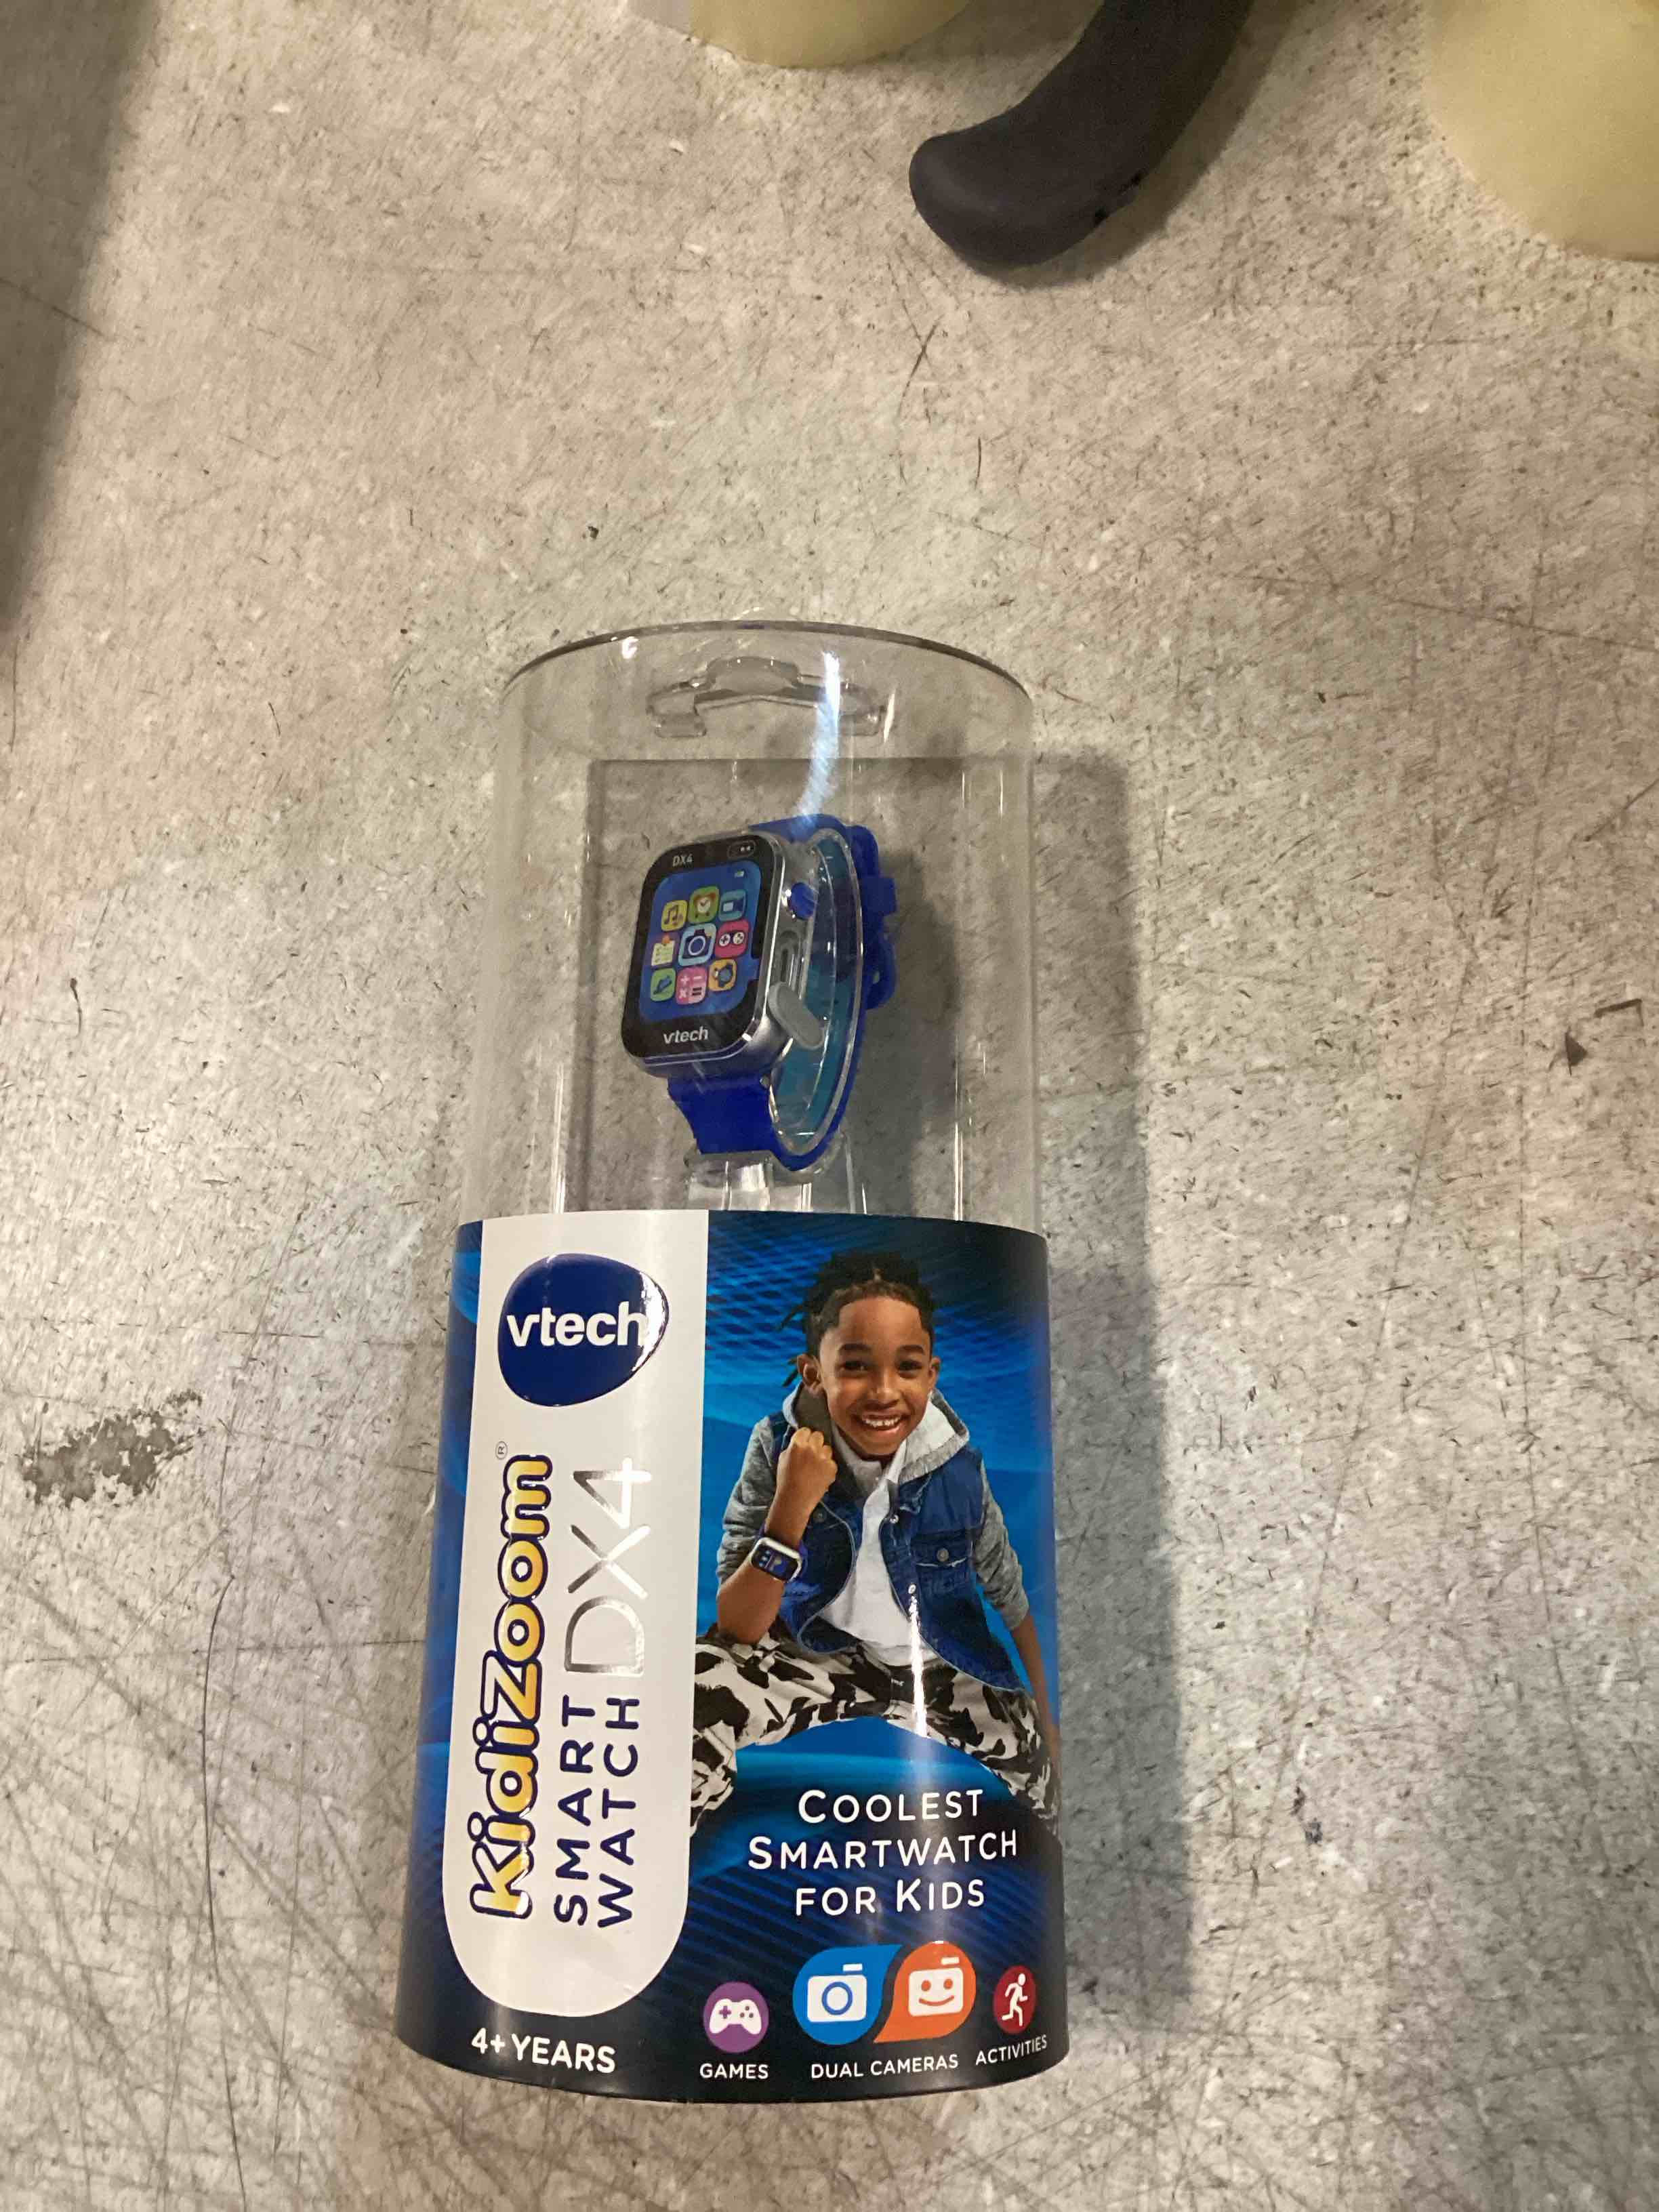 DX4
vtech
vtech
KidiZoom®
SMART
WATCH
DX4
COOLEST
SMARTWATCH
FOR KIDS
4+ YEARS
GAMES
DUAL CAMERAS
ACTIVITIES